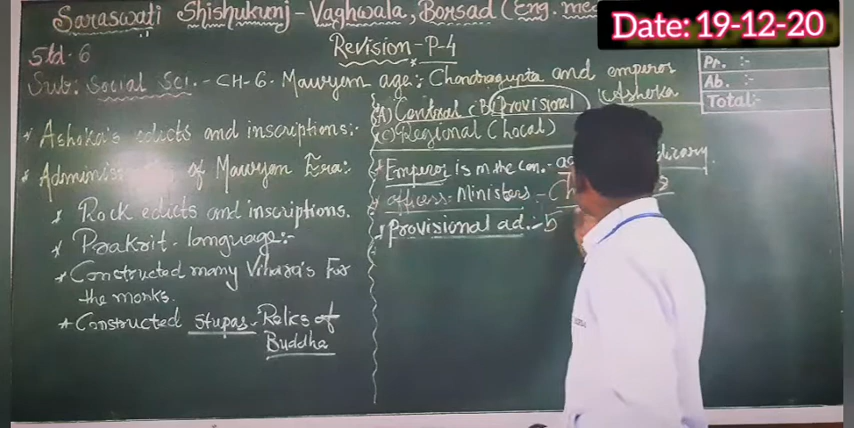 Saraswati Shishukunj - Vaghwala, Borsad (Eng. me
Date: 19-12-20
Std. 6
Revision - P-4
Sub: Social Sci. - CH-6. Mauryan age: Chandragupta and emperor
Ashoka
Pr. :-
Ab. :-
Total:-
* Ashoka's edicts and inscriptions:-
* Administration of Mauryan Era:
* Rock edicts and inscriptions.
* Prakrit - language:-
* Constructed many Vihara's For
the monks.
* Constructed stupas - Relics of
Buddha
(A) Central (B) Provisional
(C) Regional (local)
* Emperor is in the cen. -
* officers - Ministers -
* provisional ad. - 5